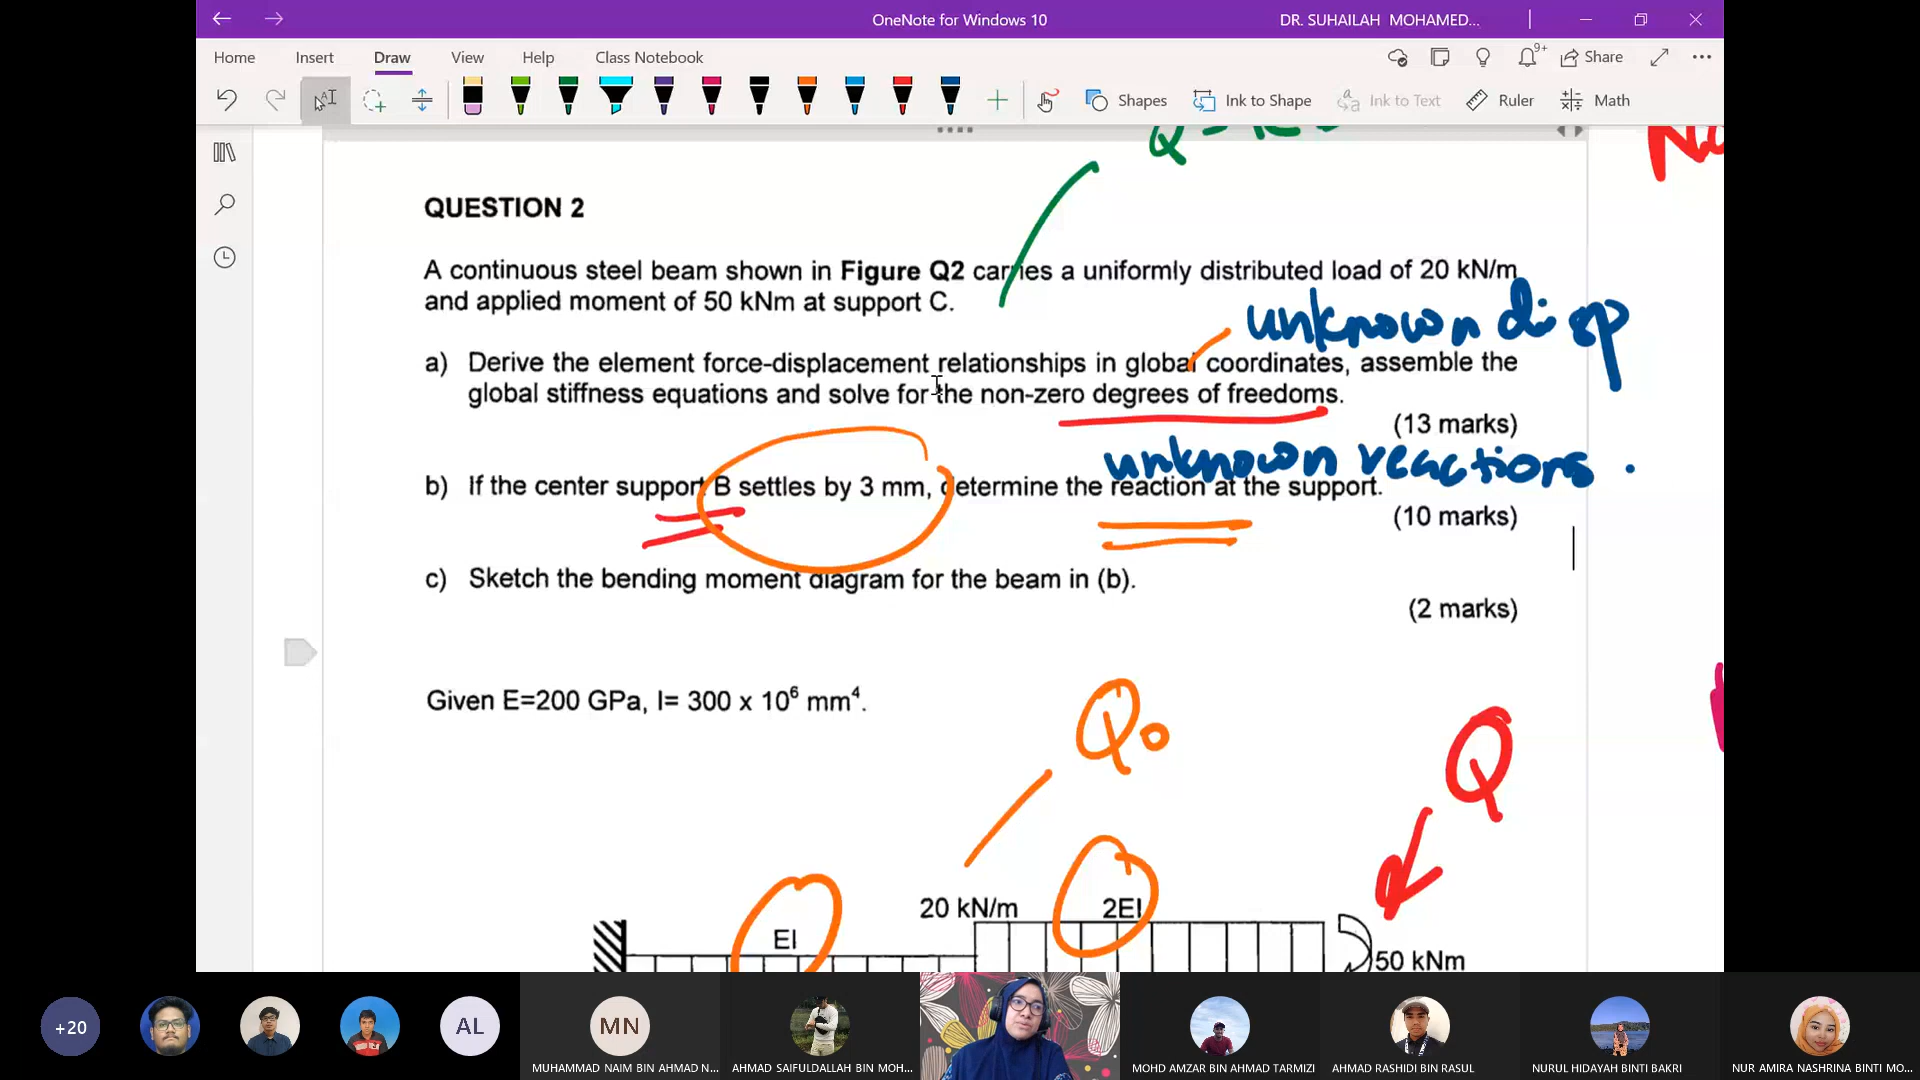 OneNote for Windows 10
DR. SUHAILAH MOHAMED...
Home Insert Draw View Help Class Notebook
9+
Share
Shapes Ink to Shape Ink to Text Ruler Math
QUESTION 2
A continuous steel beam shown in Figure Q2 carries a uniformly distributed load of 20 kN/m
and applied moment of 50 kNm at support C.
unknown disp
a) Derive the element force-displacement relationships in global coordinates, assemble the
global stiffness equations and solve for the non-zero degrees of freedoms.
(13 marks)
unknown reactions.
b) If the center support B settles by 3 mm, determine the reaction at the support.
(10 marks)
c) Sketch the bending moment diagram for the beam in (b).
(2 marks)
Given E=200 GPa, I= 300 x 10⁶ mm⁴.
Qo
Q
20 kN/m 2EI
EI
50 kNm
+20
AL
MN
MUHAMMAD NAIM BIN AHMAD N...
AHMAD SAIFULDALLAH BIN MOH...
MOHD AMZAR BIN AHMAD TARMIZI
AHMAD RASHIDI BIN RASUL
NURUL HIDAYAH BINTI BAKRI
NUR AMIRA NASHRINA BINTI MO...